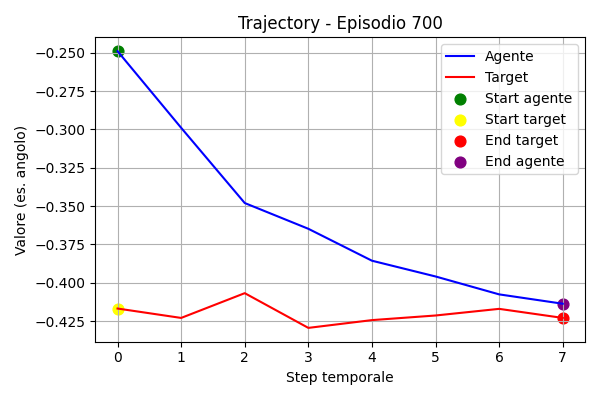 Trajectory - Episodio 700
Valore (es. angolo)
−0.250
−0.275
−0.300
−0.325
−0.350
−0.375
−0.400
−0.425
Agente
Target
Start agente
Start target
End target
End agente
0 1 2 3 4 5 6 7
Step temporale